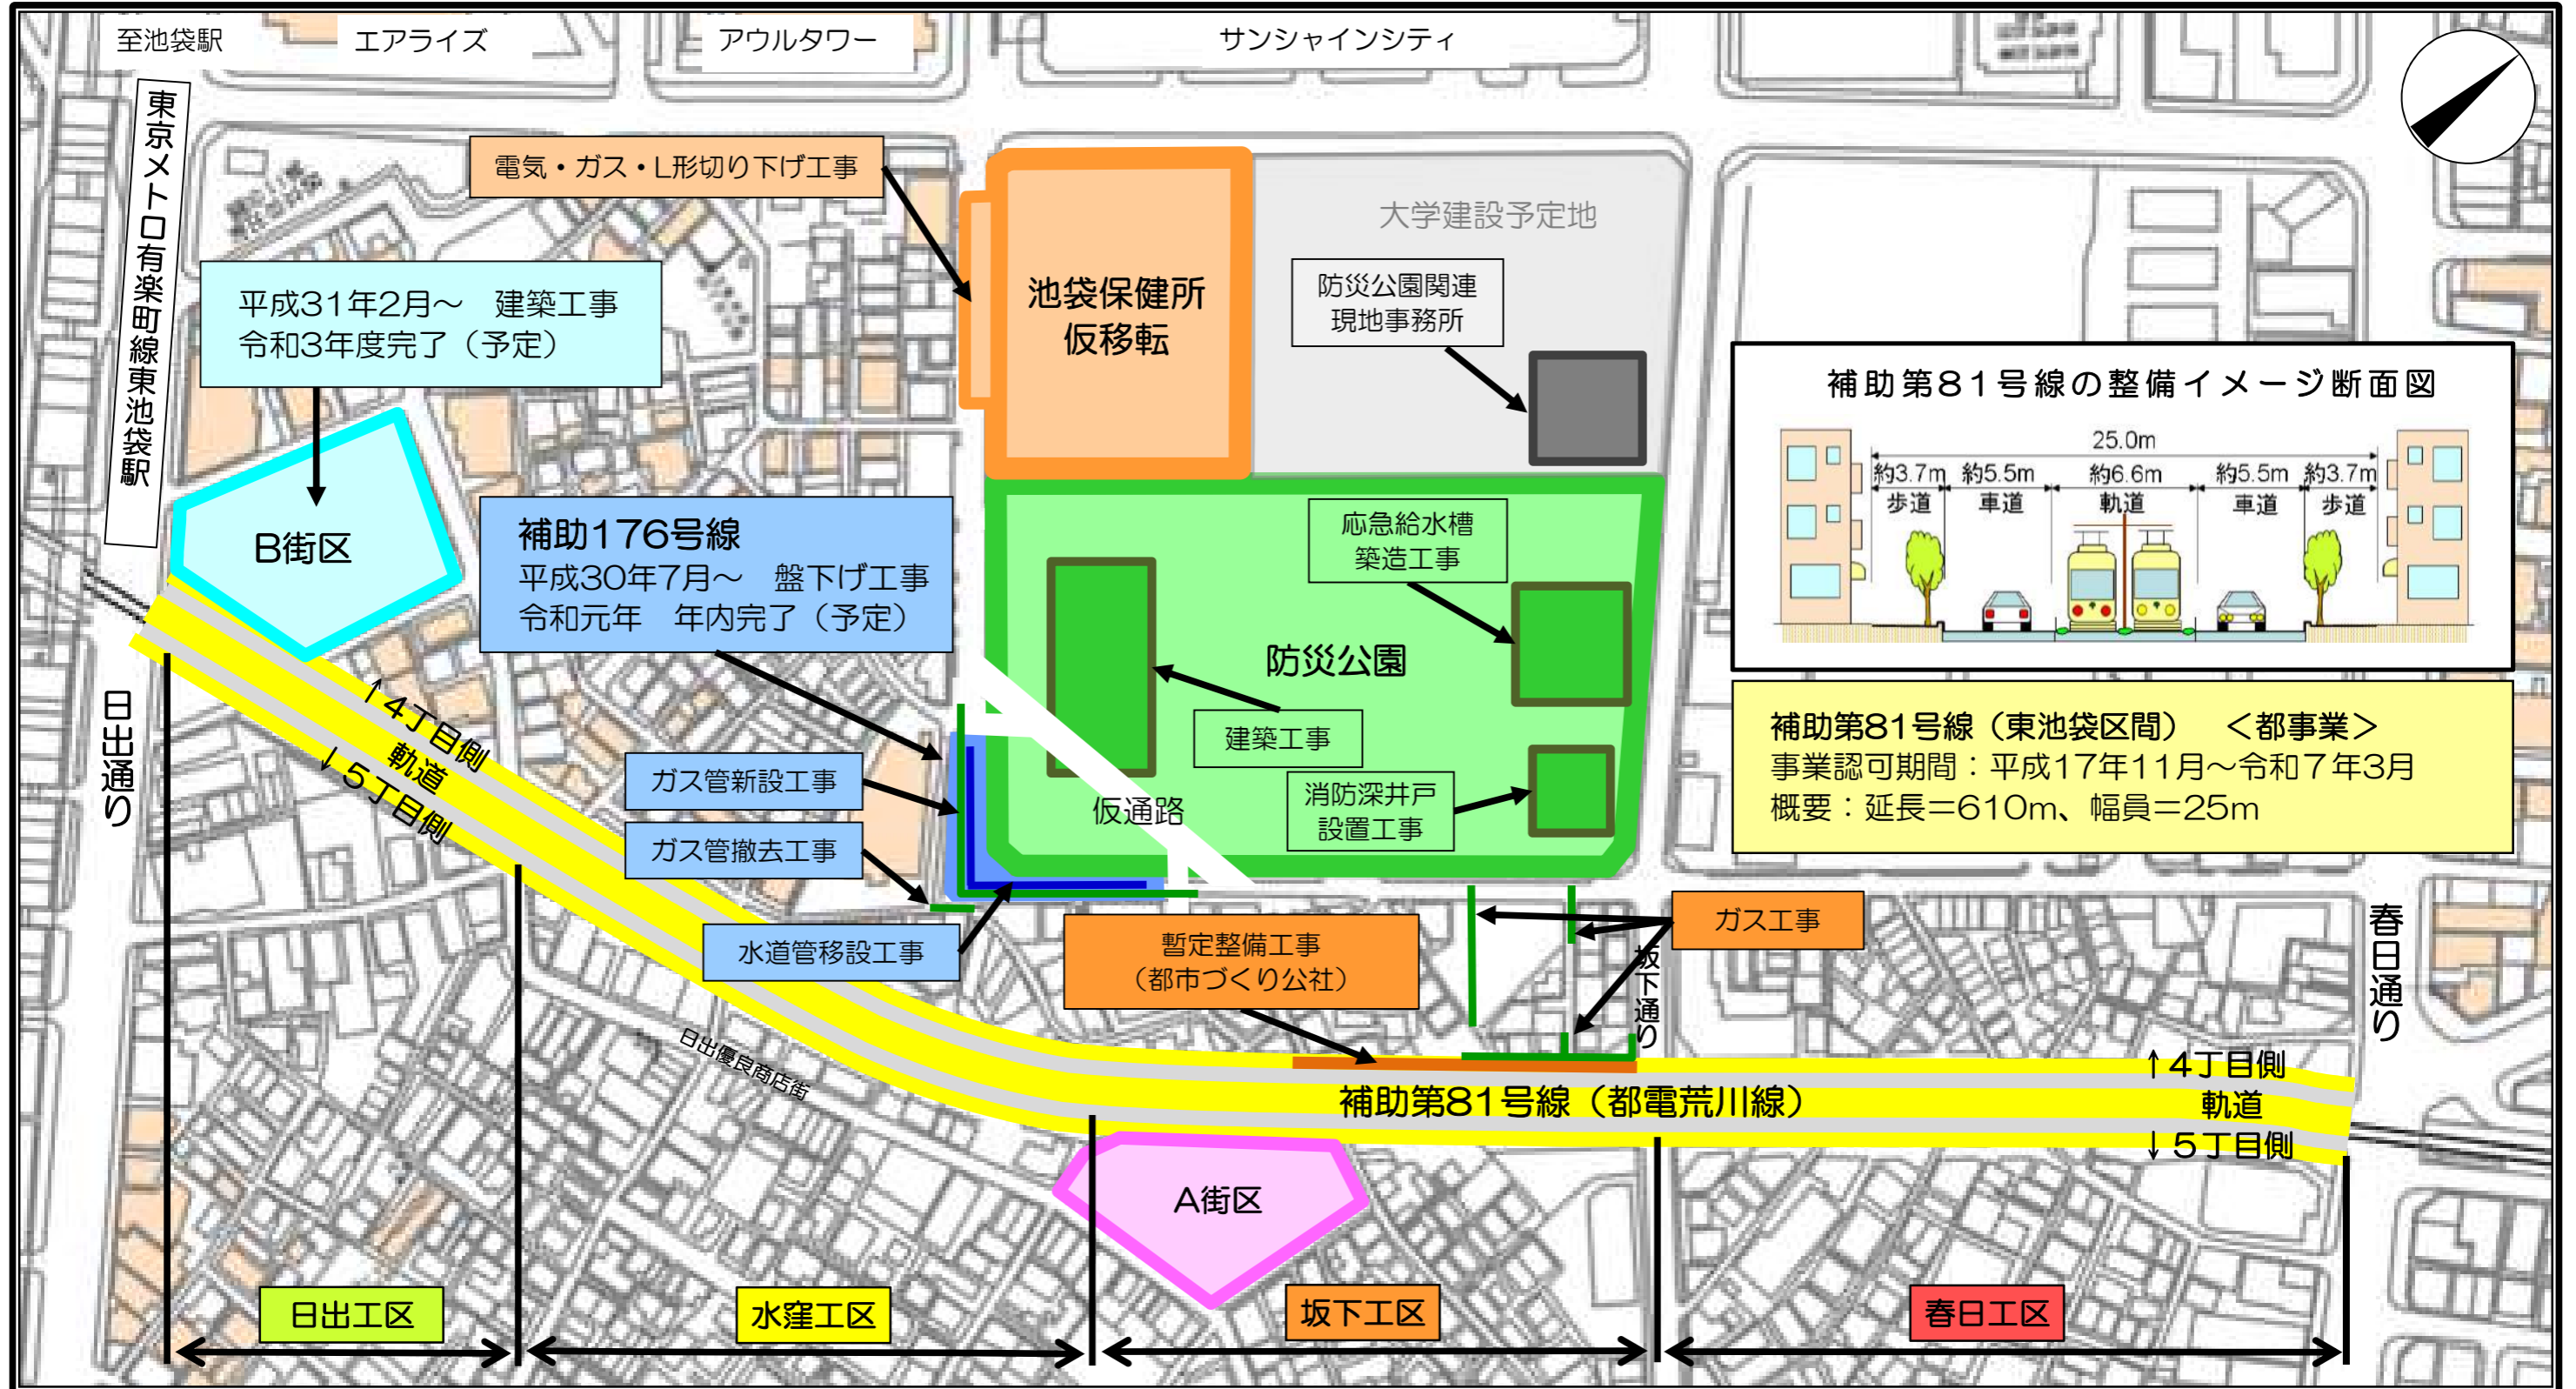 至池袋駅
エアライズ
アウルタワー
サンシャインシティ
東京メトロ有楽町線東池袋駅
電気・ガス・L形切り下げ工事
平成31年2月～　建築工事
令和3年度完了（予定）
池袋保健所
仮移転
大学建設予定地
防災公園関連
現地事務所
補助第81号線の整備イメージ断面図
25.0m
約3.7m 約5.5m 約6.6m 約5.5m 約3.7m
歩道 車道 軌道 車道 歩道
B街区
補助176号線
平成30年7月～　盤下げ工事
令和元年　年内完了（予定）
応急給水槽
築造工事
防災公園
建築工事
消防深井戸
設置工事
仮通路
補助第81号線（東池袋区間）　＜都事業＞
事業認可期間：平成17年11月～令和7年3月
概要：延長＝610m、幅員＝25m
日出通り
↑4丁目側
軌道
↓5丁目側
ガス管新設工事
ガス管撤去工事
水道管移設工事
暫定整備工事
（都市づくり公社）
ガス工事
坂下通り
春日通り
日出優良商店街
補助第81号線（都電荒川線）
↑4丁目側
軌道
↓5丁目側
A街区
日出工区
水窪工区
坂下工区
春日工区